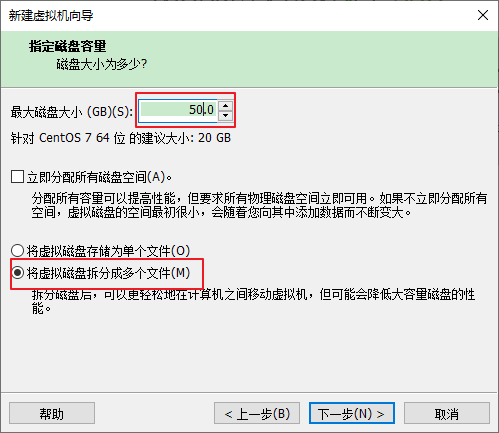 新建虚拟机向导
指定磁盘容量
磁盘大小为多少?
最大磁盘大小 (GB)(S): 50.0
针对 CentOS 7 64 位 的建议大小: 20 GB
立即分配所有磁盘空间(A)。
分配所有容量可以提高性能，但要求所有物理磁盘空间立即可用。如果不立即分配所有
空间，虚拟磁盘的空间最初很小，会随着您向其中添加数据而不断变大。
将虚拟磁盘存储为单个文件(O)
将虚拟磁盘拆分成多个文件(M)
拆分磁盘后，可以更轻松地在计算机之间移动虚拟机，但可能会降低大容量磁盘的性
能。
帮助 < 上一步(B) 下一步(N) > 取消